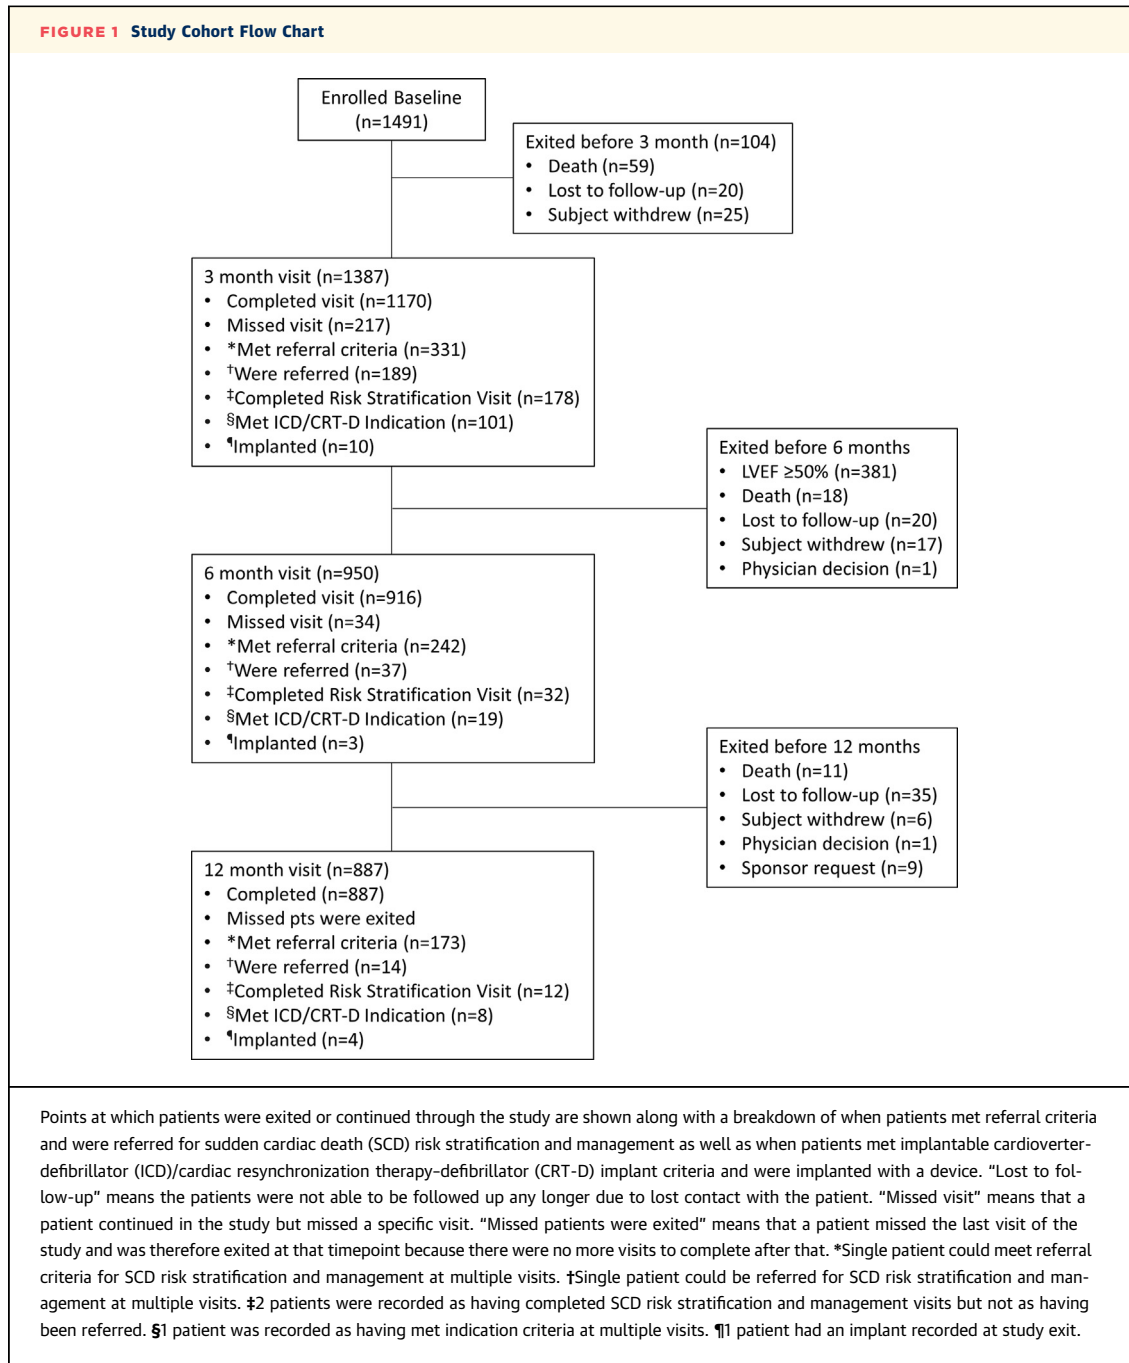 FIGURE 1 Study Cohort Flow Chart
Enrolled Baseline
(n=1491)
Exited before 3 month (n=104)
• Death (n=59)
• Lost to follow-up (n=20)
• Subject withdrew (n=25)
3 month visit (n=1387)
• Completed visit (n=1170)
• Missed visit (n=217)
• *Met referral criteria (n=331)
• †Were referred (n=189)
• ‡Completed Risk Stratification Visit (n=178)
• §Met ICD/CRT-D Indication (n=101)
• ¶Implanted (n=10)
Exited before 6 months
• LVEF ≥50% (n=381)
• Death (n=18)
• Lost to follow-up (n=20)
• Subject withdrew (n=17)
• Physician decision (n=1)
6 month visit (n=950)
• Completed visit (n=916)
• Missed visit (n=34)
• *Met referral criteria (n=242)
• †Were referred (n=37)
• ‡Completed Risk Stratification Visit (n=32)
• §Met ICD/CRT-D Indication (n=19)
• ¶Implanted (n=3)
Exited before 12 months
• Death (n=11)
• Lost to follow-up (n=35)
• Subject withdrew (n=6)
• Physician decision (n=1)
• Sponsor request (n=9)
12 month visit (n=887)
• Completed (n=887)
• Missed pts were exited
• *Met referral criteria (n=173)
• †Were referred (n=14)
• ‡Completed Risk Stratification Visit (n=12)
• §Met ICD/CRT-D Indication (n=8)
• ¶Implanted (n=4)
Points at which patients were exited or continued through the study are shown along with a breakdown of when patients met referral criteria
and were referred for sudden cardiac death (SCD) risk stratification and management as well as when patients met implantable cardioverter-
defibrillator (ICD)/cardiac resynchronization therapy–defibrillator (CRT-D) implant criteria and were implanted with a device. “Lost to fol-
low-up” means the patients were not able to be followed up any longer due to lost contact with the patient. “Missed visit” means that a
patient continued in the study but missed a specific visit. “Missed patients were exited” means that a patient missed the last visit of the
study and was therefore exited at that timepoint because there were no more visits to complete after that. *Single patient could meet referral
criteria for SCD risk stratification and management at multiple visits. †Single patient could be referred for SCD risk stratification and man-
agement at multiple visits. ‡2 patients were recorded as having completed SCD risk stratification and management visits but not as having
been referred. §1 patient was recorded as having met indication criteria at multiple visits. ¶1 patient had an implant recorded at study exit.